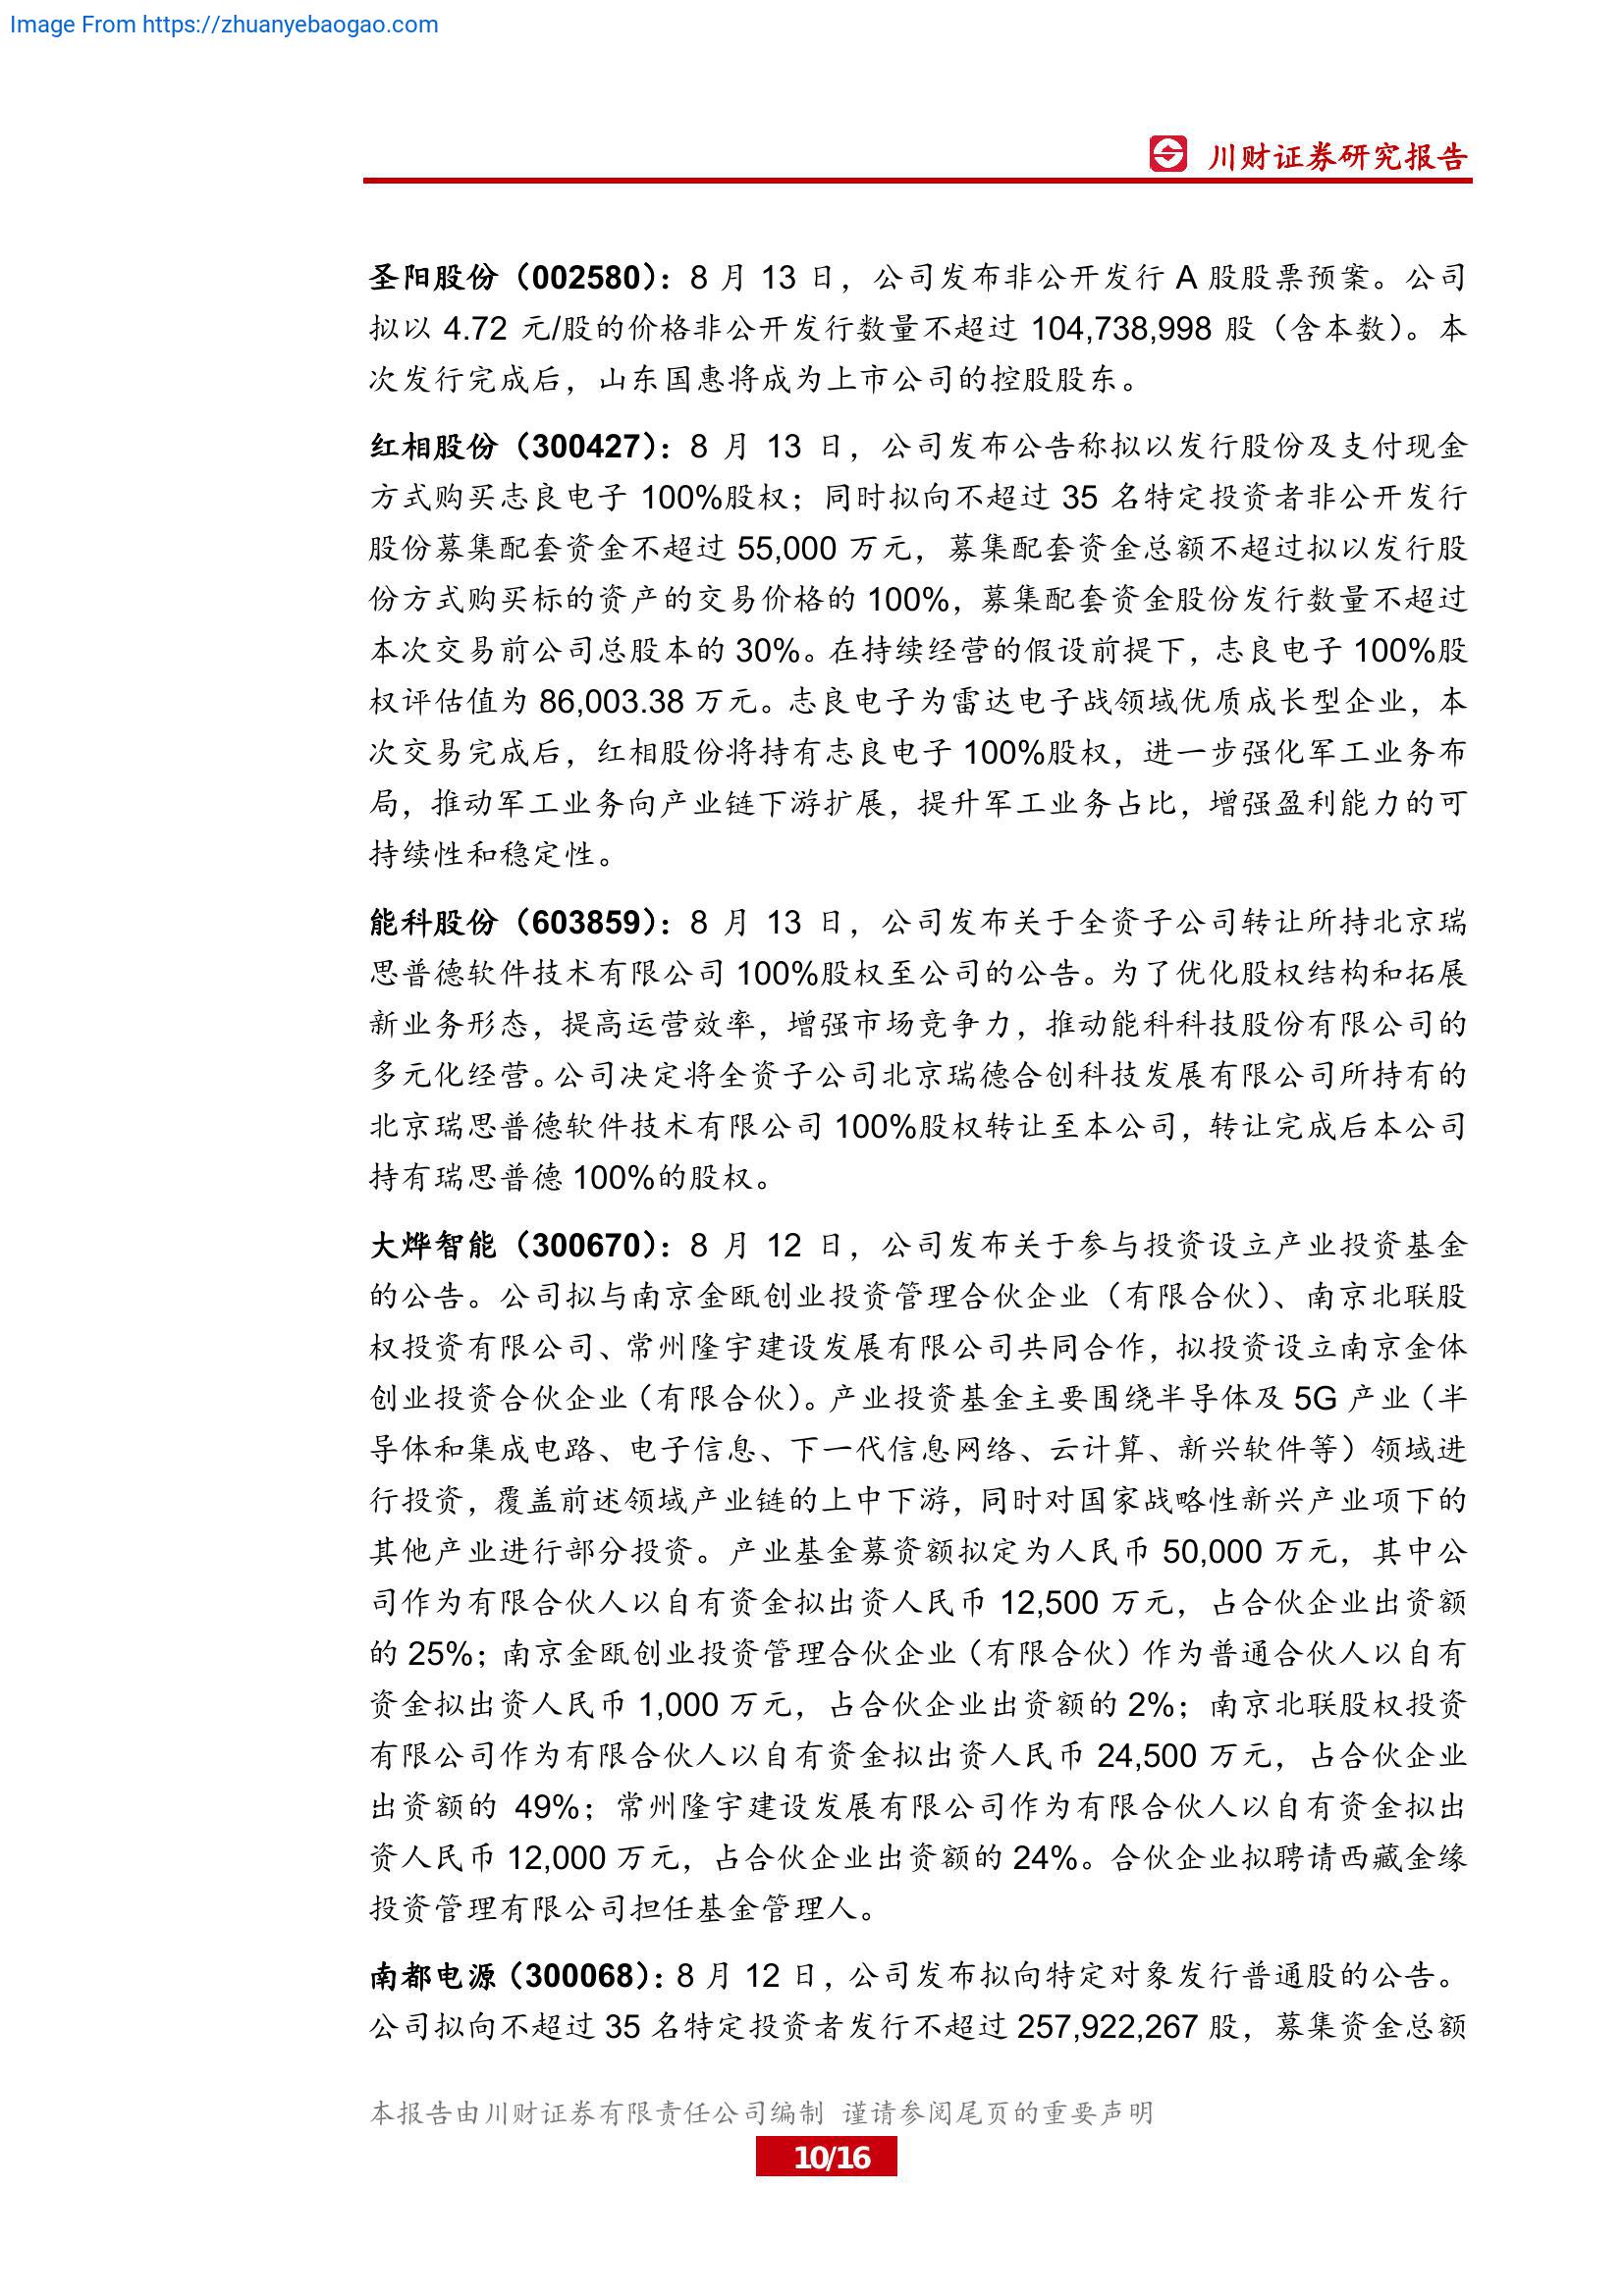 Image From https://zhuanyebaogao.com
川财证券研究报告
圣阳股份（002580）：8 月 13 日，公司发布非公开发行 A 股股票预案。公司
拟以 4.72 元/股的价格非公开发行数量不超过 104,738,998 股（含本数）。本
次发行完成后，山东国惠将成为上市公司的控股股东。
红相股份（300427）：8 月 13 日，公司发布公告称拟以发行股份及支付现金
方式购买志良电子 100%股权；同时拟向不超过 35 名特定投资者非公开发行
股份募集配套资金不超过 55,000 万元，募集配套资金总额不超过拟以发行股
份方式购买标的资产的交易价格的 100%，募集配套资金股份发行数量不超过
本次交易前公司总股本的 30%。在持续经营的假设前提下，志良电子 100%股
权评估值为 86,003.38 万元。志良电子为雷达电子战领域优质成长型企业，本
次交易完成后，红相股份将持有志良电子 100%股权，进一步强化军工业务布
局，推动军工业务向产业链下游扩展，提升军工业务占比，增强盈利能力的可
持续性和稳定性。
能科股份（603859）：8 月 13 日，公司发布关于全资子公司转让所持北京瑞
思普德软件技术有限公司 100%股权至公司的公告。为了优化股权结构和拓展
新业务形态，提高运营效率，增强市场竞争力，推动能科科技股份有限公司的
多元化经营。公司决定将全资子公司北京瑞德合创科技发展有限公司所持有的
北京瑞思普德软件技术有限公司 100%股权转让至本公司，转让完成后本公司
持有瑞思普德 100%的股权。
大烨智能（300670）：8 月 12 日，公司发布关于参与投资设立产业投资基金
的公告。公司拟与南京金瓯创业投资管理合伙企业（有限合伙）、南京北联股
权投资有限公司、常州隆宇建设发展有限公司共同合作，拟投资设立南京金体
创业投资合伙企业（有限合伙）。产业投资基金主要围绕半导体及 5G 产业（半
导体和集成电路、电子信息、下一代信息网络、云计算、新兴软件等）领域进
行投资，覆盖前述领域产业链的上中下游，同时对国家战略性新兴产业项下的
其他产业进行部分投资。产业基金募资额拟定为人民币 50,000 万元，其中公
司作为有限合伙人以自有资金拟出资人民币 12,500 万元，占合伙企业出资额
的 25%；南京金瓯创业投资管理合伙企业（有限合伙）作为普通合伙人以自有
资金拟出资人民币 1,000 万元，占合伙企业出资额的 2%；南京北联股权投资
有限公司作为有限合伙人以自有资金拟出资人民币 24,500 万元，占合伙企业
出资额的 49%；常州隆宇建设发展有限公司作为有限合伙人以自有资金拟出
资人民币 12,000 万元，占合伙企业出资额的 24%。合伙企业拟聘请西藏金缘
投资管理有限公司担任基金管理人。
南都电源（300068）：8 月 12 日，公司发布拟向特定对象发行普通股的公告。
公司拟向不超过 35 名特定投资者发行不超过 257,922,267 股，募集资金总额
本报告由川财证券有限责任公司编制 谨请参阅尾页的重要声明
10/16